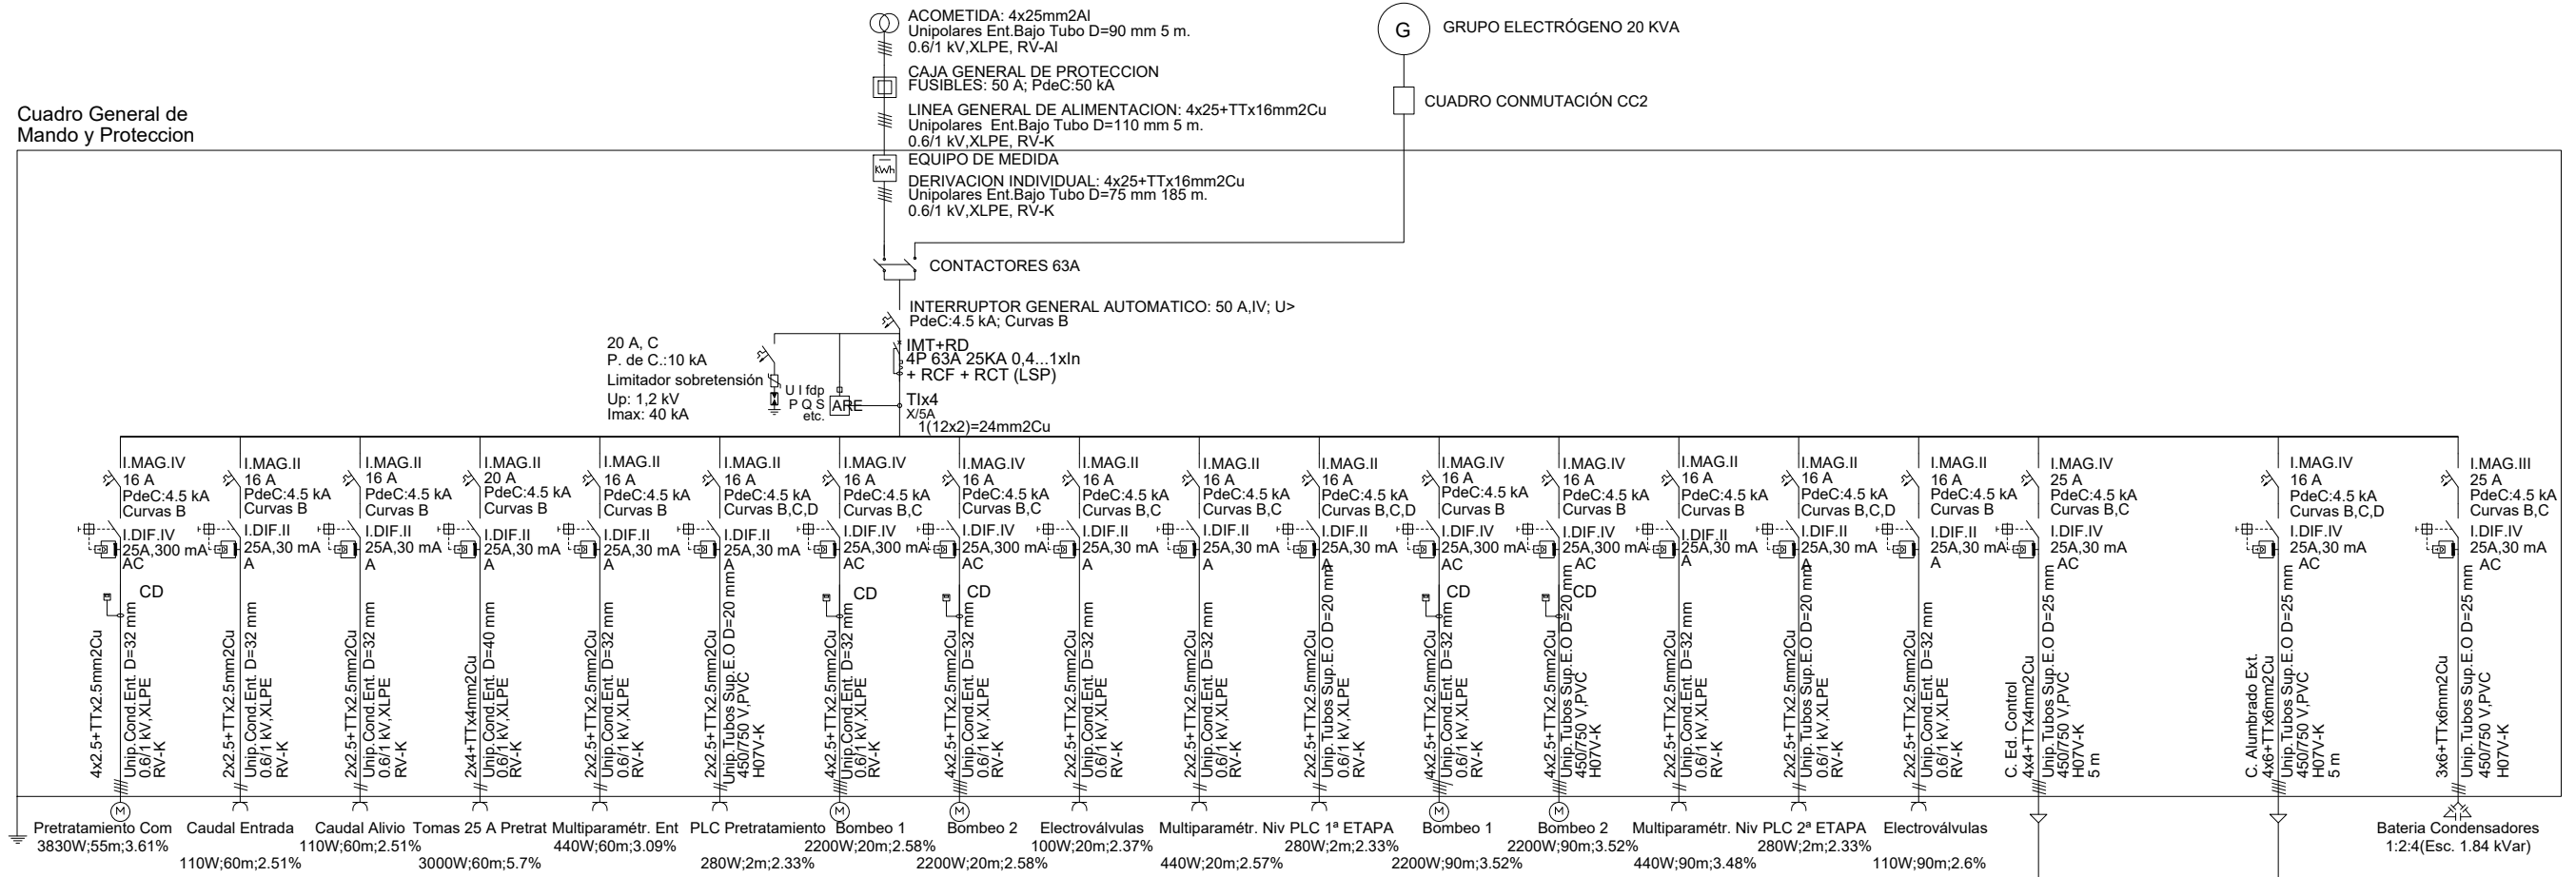 ACOMETIDA: 4x25mm2Al
Unipolares Ent.Bajo Tubo D=90 mm 5 m.
0.6/1 kV,XLPE, RV-Al
G
GRUPO ELECTRÓGENO 20 KVA
CAJA GENERAL DE PROTECCION
FUSIBLES: 50 A; PdeC:50 kA
CUADRO CONMUTACIÓN CC2
Cuadro General de
Mando y Proteccion
LINEA GENERAL DE ALIMENTACION: 4x25+TTx16mm2Cu
Unipolares Ent.Bajo Tubo D=110 mm 5 m.
0.6/1 kV,XLPE, RV-K
KWh
EQUIPO DE MEDIDA
DERIVACION INDIVIDUAL: 4x25+TTx16mm2Cu
Unipolares Ent.Bajo Tubo D=75 mm 185 m.
0.6/1 kV,XLPE, RV-K
CONTACTORES 63A
INTERRUPTOR GENERAL AUTOMATICO: 50 A,IV; U>
PdeC:4.5 kA; Curvas B
20 A, C
P. de C.:10 kA
Limitador sobretensión
Up: 1,2 kV
Imax: 40 kA
U I fdp
P Q S
etc.
ARE
IMT+RD
4P 63A 25KA 0,4...1xIn
+ RCF + RCT (LSP)
TIx4
X/5A
1(12x2)=24mm2Cu
I.MAG.IV
16 A
PdeC:4.5 kA
Curvas B
I.DIF.IV
25A,300 mA
AC
CD
4x2.5+TTx2.5mm2Cu
Unip.Cond.Ent. D=32 mm
0.6/1 kV,XLPE
RV-K
M
Pretratamiento Com
3830W;55m;3.61%
I.MAG.II
16 A
PdeC:4.5 kA
Curvas B
I.DIF.II
25A,30 mA
A
2x2.5+TTx2.5mm2Cu
Unip.Cond.Ent. D=32 mm
0.6/1 kV,XLPE
RV-K
Caudal Entrada
110W;60m;2.51%
I.MAG.II
16 A
PdeC:4.5 kA
Curvas B
I.DIF.II
25A,30 mA
A
2x2.5+TTx2.5mm2Cu
Unip.Cond.Ent. D=32 mm
0.6/1 kV,XLPE
RV-K
Caudal Alivio
110W;60m;2.51%
I.MAG.II
20 A
PdeC:4.5 kA
Curvas B
I.DIF.II
25A,30 mA
A
2x4+TTx4mm2Cu
Unip.Cond.Ent. D=40 mm
0.6/1 kV,XLPE
RV-K
Tomas 25 A Pretrat
3000W;60m;5.7%
I.MAG.II
16 A
PdeC:4.5 kA
Curvas B
I.DIF.II
25A,30 mA
A
2x2.5+TTx2.5mm2Cu
Unip.Cond.Ent. D=32 mm
0.6/1 kV,XLPE
RV-K
Multiparamétr. Ent
440W;60m;3.09%
I.MAG.II
16 A
PdeC:4.5 kA
Curvas B,C,D
I.DIF.II
25A,30 mA
A
2x2.5+TTx2.5mm2Cu
Unip.Tubos Sup.E.O D=20 mm
450/750 V,PVC
H07V-K
PLC Pretratamiento
280W;2m;2.33%
I.MAG.IV
16 A
PdeC:4.5 kA
Curvas B,C
I.DIF.IV
25A,300 mA
AC
CD
4x2.5+TTx2.5mm2Cu
Unip.Cond.Ent. D=32 mm
0.6/1 kV,XLPE
RV-K
M
Bombeo 1
2200W;20m;2.58%
I.MAG.IV
16 A
PdeC:4.5 kA
Curvas B,C
I.DIF.IV
25A,300 mA
AC
CD
4x2.5+TTx2.5mm2Cu
Unip.Cond.Ent. D=32 mm
0.6/1 kV,XLPE
RV-K
M
Bombeo 2
2200W;20m;2.58%
I.MAG.II
16 A
PdeC:4.5 kA
Curvas B,C
I.DIF.II
25A,30 mA
A
2x2.5+TTx2.5mm2Cu
Unip.Cond.Ent. D=32 mm
0.6/1 kV,XLPE
RV-K
Electroválvulas
100W;20m;2.37%
I.MAG.II
16 A
PdeC:4.5 kA
Curvas B,C
I.DIF.II
25A,30 mA
A
2x2.5+TTx2.5mm2Cu
Unip.Cond.Ent. D=32 mm
0.6/1 kV,XLPE
RV-K
Multiparamétr. Niv
440W;20m;2.57%
I.MAG.II
16 A
PdeC:4.5 kA
Curvas B,C,D
I.DIF.II
25A,30 mA
A
2x2.5+TTx2.5mm2Cu
Unip.Tubos Sup.E.O D=20 mm
450/750 V,PVC
H07V-K
PLC 1ª ETAPA
280W;2m;2.33%
I.MAG.IV
16 A
PdeC:4.5 kA
Curvas B
I.DIF.IV
25A,300 mA
AC
CD
4x2.5+TTx2.5mm2Cu
Unip.Cond.Ent. D=32 mm
0.6/1 kV,XLPE
RV-K
M
Bombeo 1
2200W;90m;3.52%
I.MAG.IV
16 A
PdeC:4.5 kA
Curvas B
I.DIF.IV
25A,300 mA
AC
CD
4x2.5+TTx2.5mm2Cu
Unip.Tubos Sup.E.O D=20 mm
450/750 V,PVC
H07V-K
M
Bombeo 2
2200W;90m;3.52%
I.MAG.II
16 A
PdeC:4.5 kA
Curvas B
I.DIF.II
25A,30 mA
A
2x2.5+TTx2.5mm2Cu
Unip.Cond.Ent. D=32 mm
0.6/1 kV,XLPE
RV-K
Multiparamétr. Niv
440W;90m;3.48%
I.MAG.II
16 A
PdeC:4.5 kA
Curvas B,C,D
I.DIF.II
25A,30 mA
A
2x2.5+TTx2.5mm2Cu
Unip.Tubos Sup.E.O D=20 mm
0.6/1 kV,XLPE
RV-K
PLC 2ª ETAPA
280W;2m;2.33%
I.MAG.II
16 A
PdeC:4.5 kA
Curvas B
I.DIF.II
25A,30 mA
A
2x2.5+TTx2.5mm2Cu
Unip.Cond.Ent. D=32 mm
0.6/1 kV,XLPE
RV-K
Electroválvulas
110W;90m;2.6%
I.MAG.IV
25 A
PdeC:4.5 kA
Curvas B,C
I.DIF.IV
25A,30 mA
AC
C. Ed. Control
4x4+TTx4mm2Cu
Unip.Tubos Sup.E.O D=25 mm
450/750 V,PVC
H07V-K
5 m
I.MAG.IV
16 A
PdeC:4.5 kA
Curvas B,C,D
I.DIF.IV
25A,30 mA
AC
C. Alumbrado Ext.
4x6+TTx6mm2Cu
Unip.Tubos Sup.E.O D=25 mm
450/750 V,PVC
H07V-K
5 m
I.MAG.III
25 A
PdeC:4.5 kA
Curvas B,C
I.DIF.IV
25A,30 mA
AC
3x6+TTx6mm2Cu
Unip.Tubos Sup.E.O D=25 mm
450/750 V,PVC
H07V-K
Bateria Condensadores
1:2:4(Esc. 1.84 kVar)